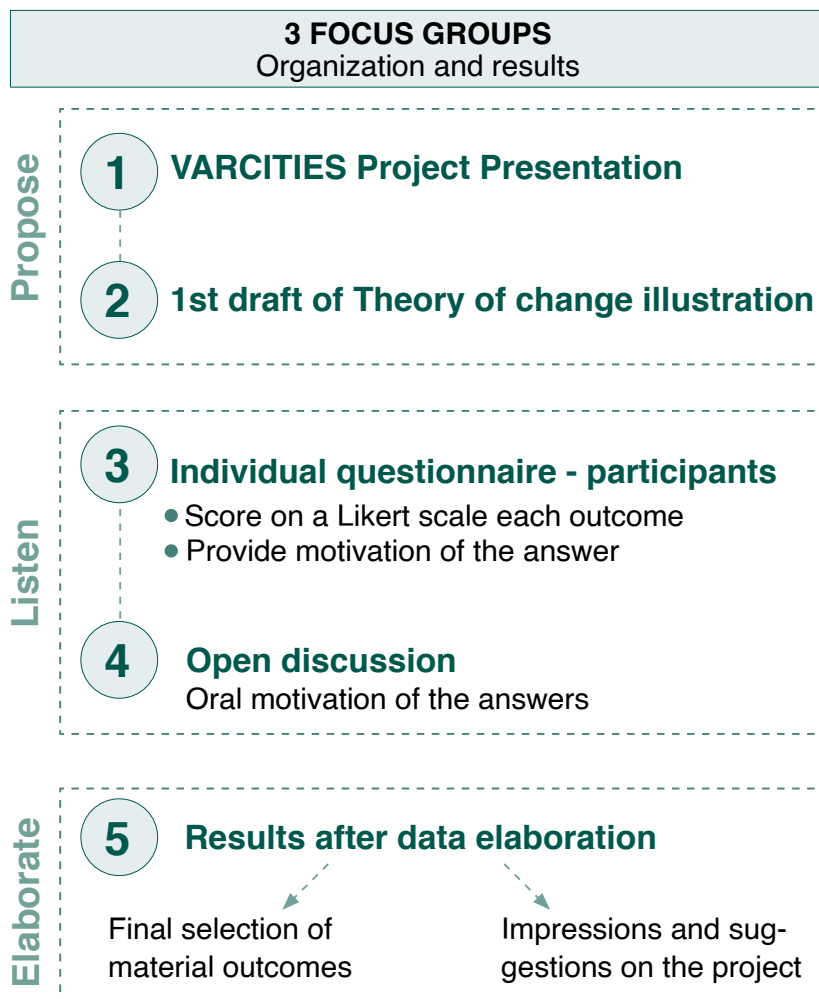 3 FOCUS GROUPS
Organization and results
Propose
1
VARCITIES Project Presentation
2
1st draft of Theory of change illustration
Listen
3
Individual questionnaire - participants
• Score on a Likert scale each outcome
• Provide motivation of the answer
4
Open discussion
Oral motivation of the answers
Elaborate
5
Results after data elaboration
Final selection of
material outcomes
Impressions and sug-
gestions on the project